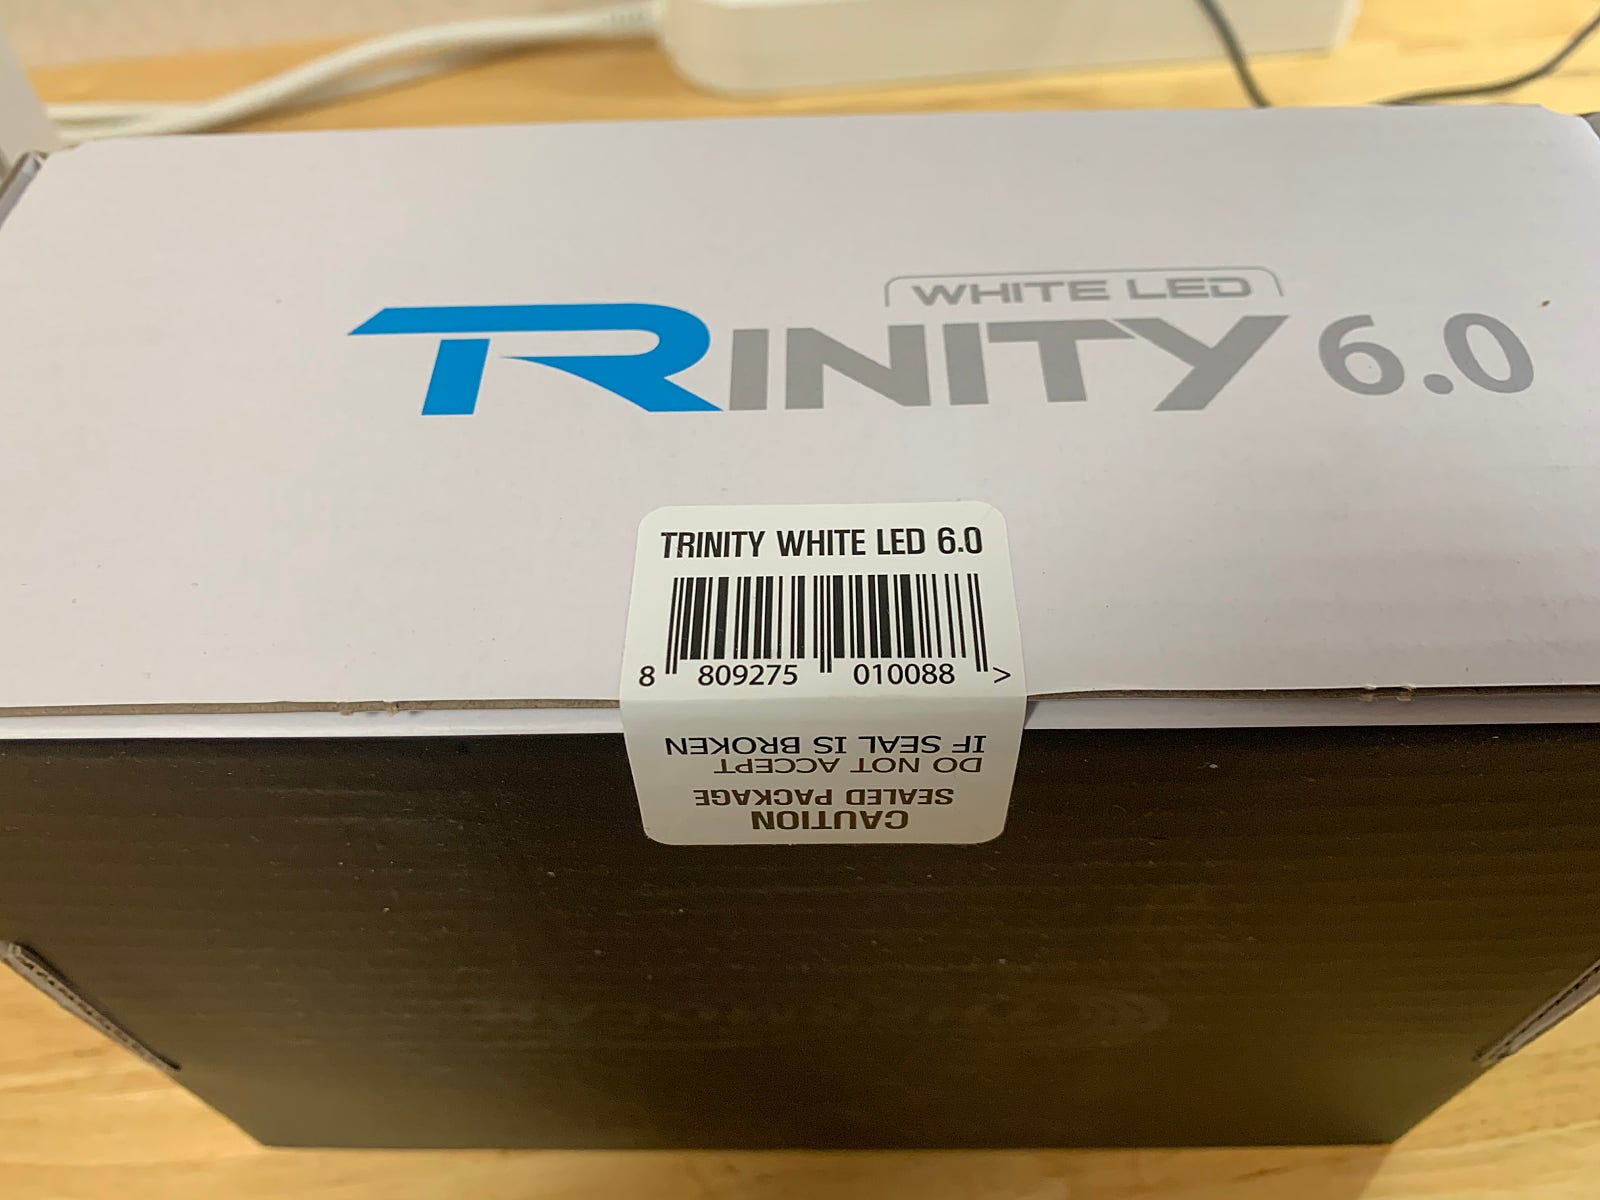 WHITE LED
TRINITY 6.0
TRINITY WHITE LED 6.0
8 809275 010088 >
CAUTION
SEALED PACKAGE
DO NOT ACCEPT
IF SEAL IS BROKEN